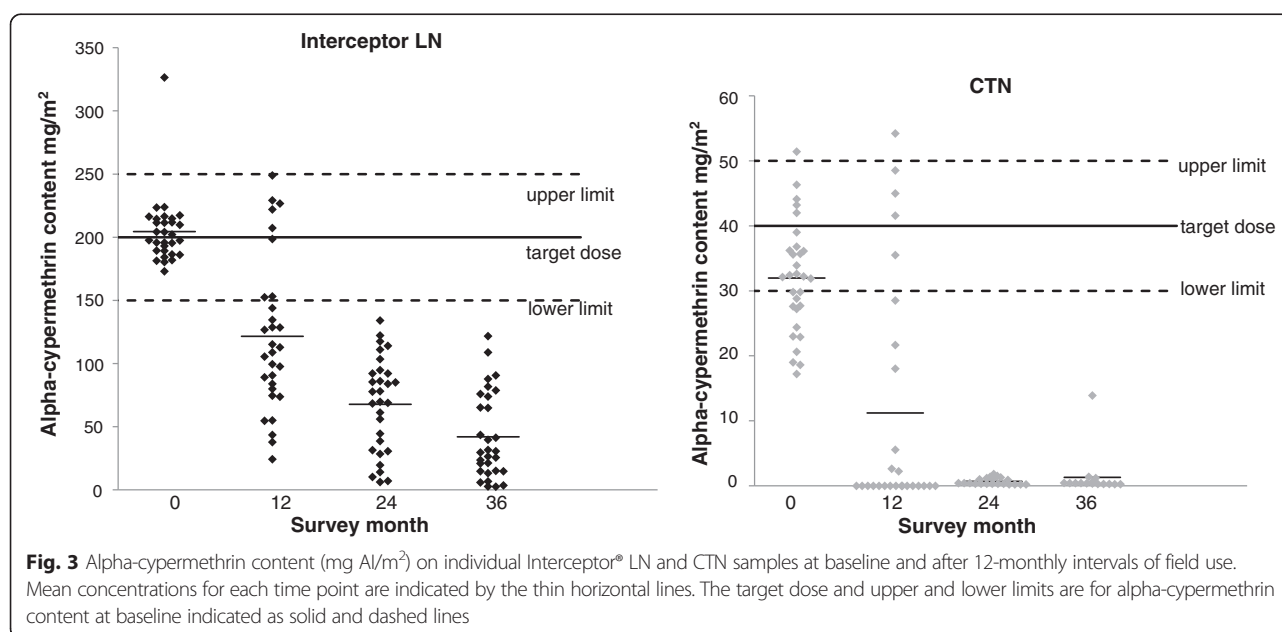 Interceptor LN
Alpha-cypermethrin content mg/m²
350
300
250
200
150
100
50
0
upper limit
target dose
lower limit
0 12 24 36
Survey month
CTN
Alpha-cypermethrin content mg/m²
60
50
40
30
20
10
0
upper limit
target dose
lower limit
0 12 24 36
Survey month
Fig. 3 Alpha-cypermethrin content (mg AI/m²) on individual Interceptor® LN and CTN samples at baseline and after 12-monthly intervals of field use.
Mean concentrations for each time point are indicated by the thin horizontal lines. The target dose and upper and lower limits are for alpha-cypermethrin
content at baseline indicated as solid and dashed lines